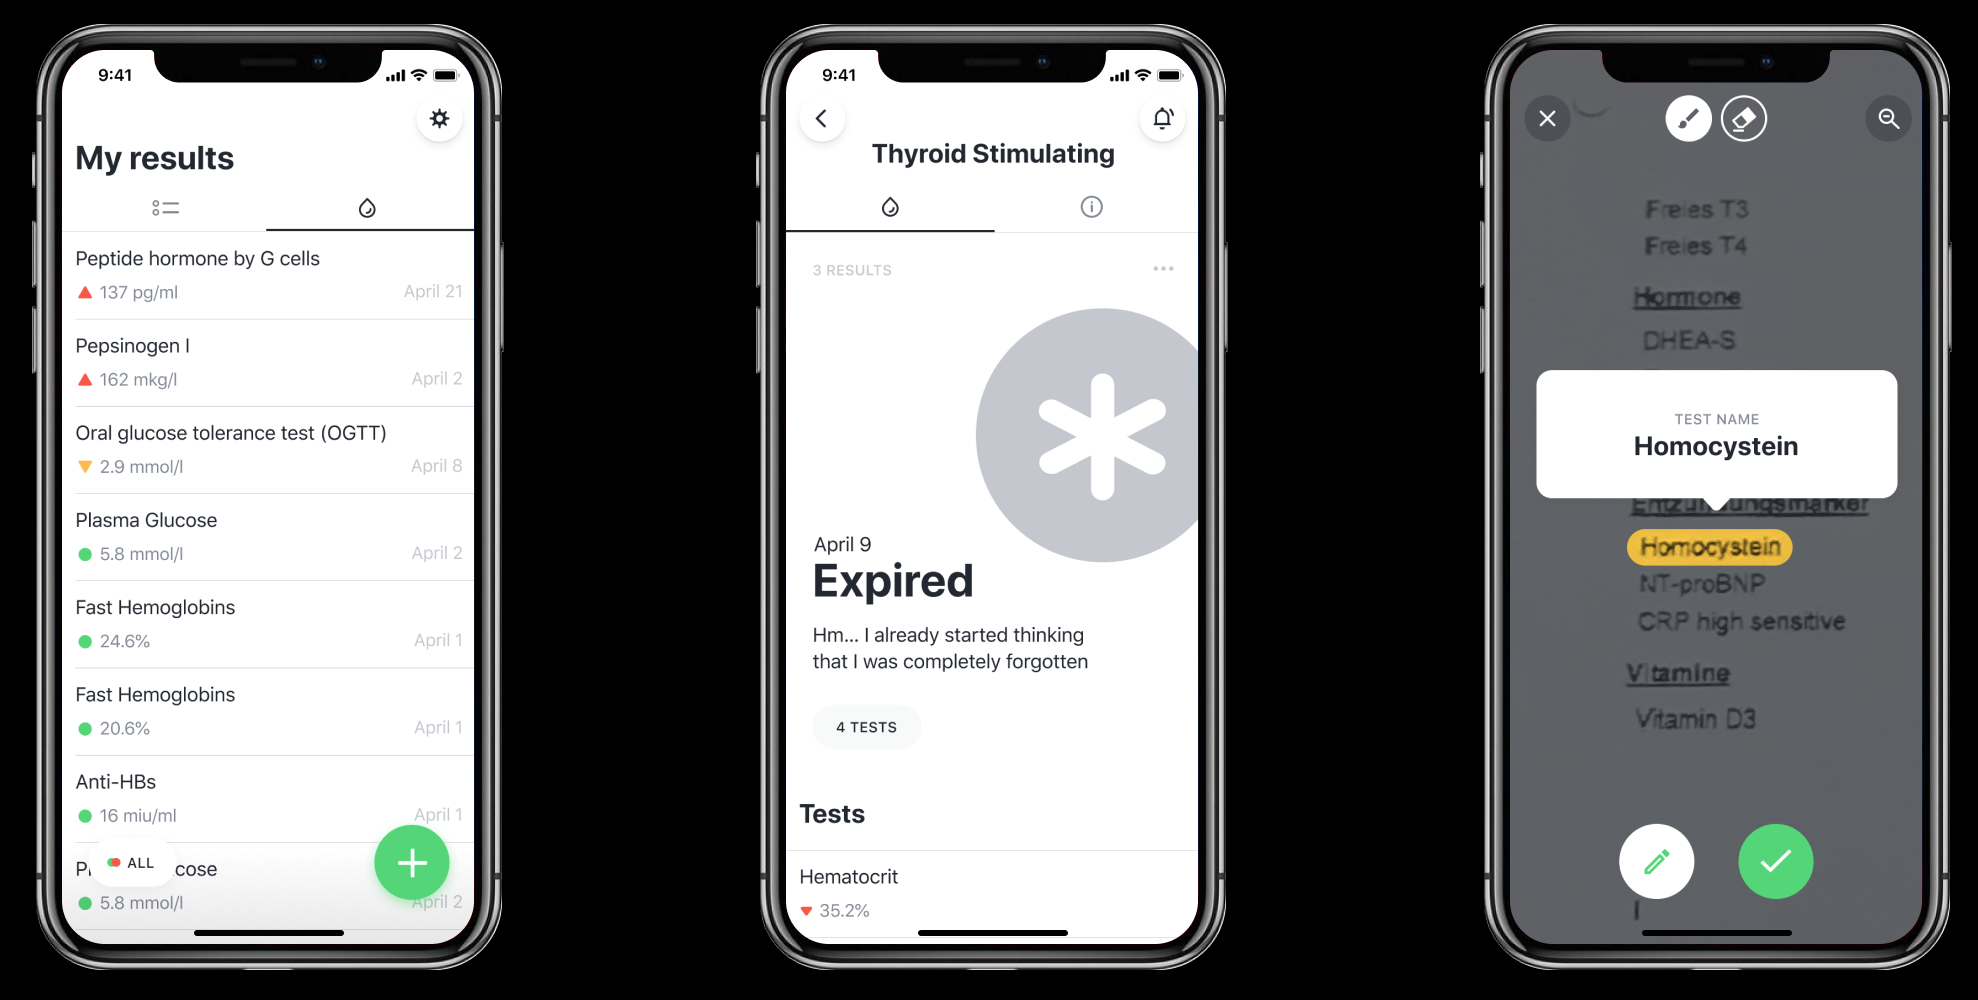 9:41
My results
Peptide hormone by G cells
137 pg/ml April 21
Pepsinogen I
162 mkg/l April 2
Oral glucose tolerance test (OGTT)
2.9 mmol/l April 8
Plasma Glucose
5.8 mmol/l April 2
Fast Hemoglobins
24.6% April 1
Fast Hemoglobins
20.6% April 1
Anti-HBs
16 miu/ml April 1
ALL
5.8 mmol/l April 2
9:41
Thyroid Stimulating
3 RESULTS
April 9
Expired
Hm... I already started thinking
that I was completely forgotten
4 TESTS
Tests
Hematocrit
35.2%
Freies T3
Freies T4
Hormone
DHEA-S
TEST NAME
Homocystein
Homocystein
NT-proBNP
CRP high sensitive
Vitamine
Vitamin D3